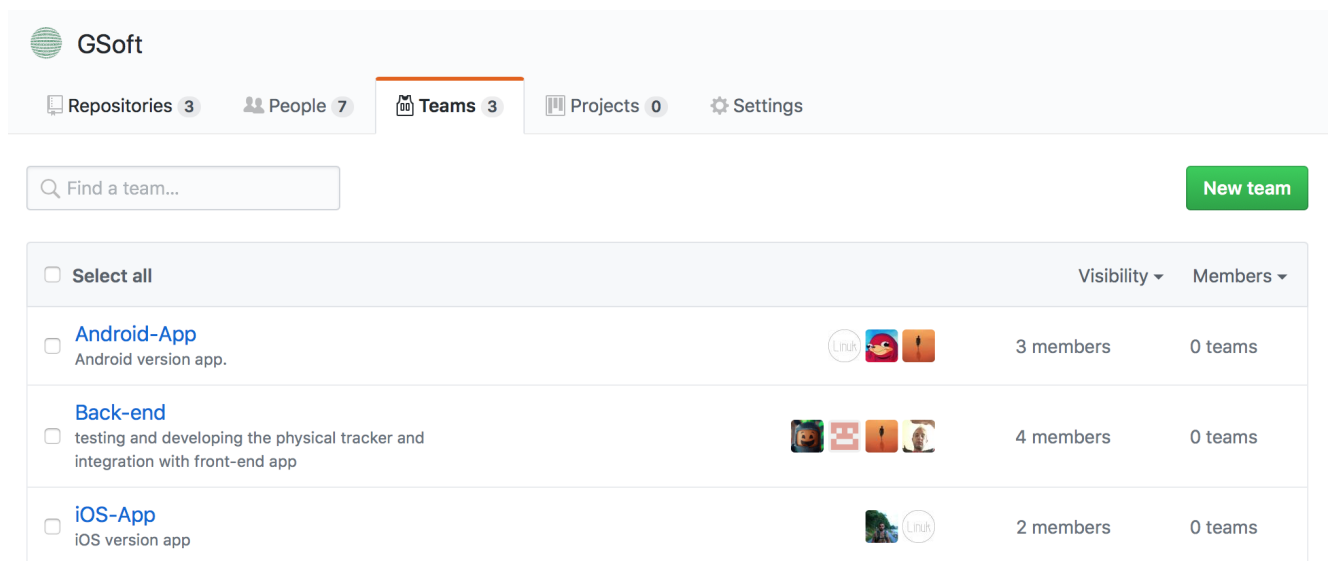 GSoft
Repositories 3 People 7 Teams 3 Projects 0 Settings
Find a team... New team
Select all Visibility Members
Android-App
Android version app.
Linuk
3 members 0 teams
Back-end
testing and developing the physical tracker and
integration with front-end app
4 members 0 teams
iOS-App
iOS version app
Linuk
2 members 0 teams